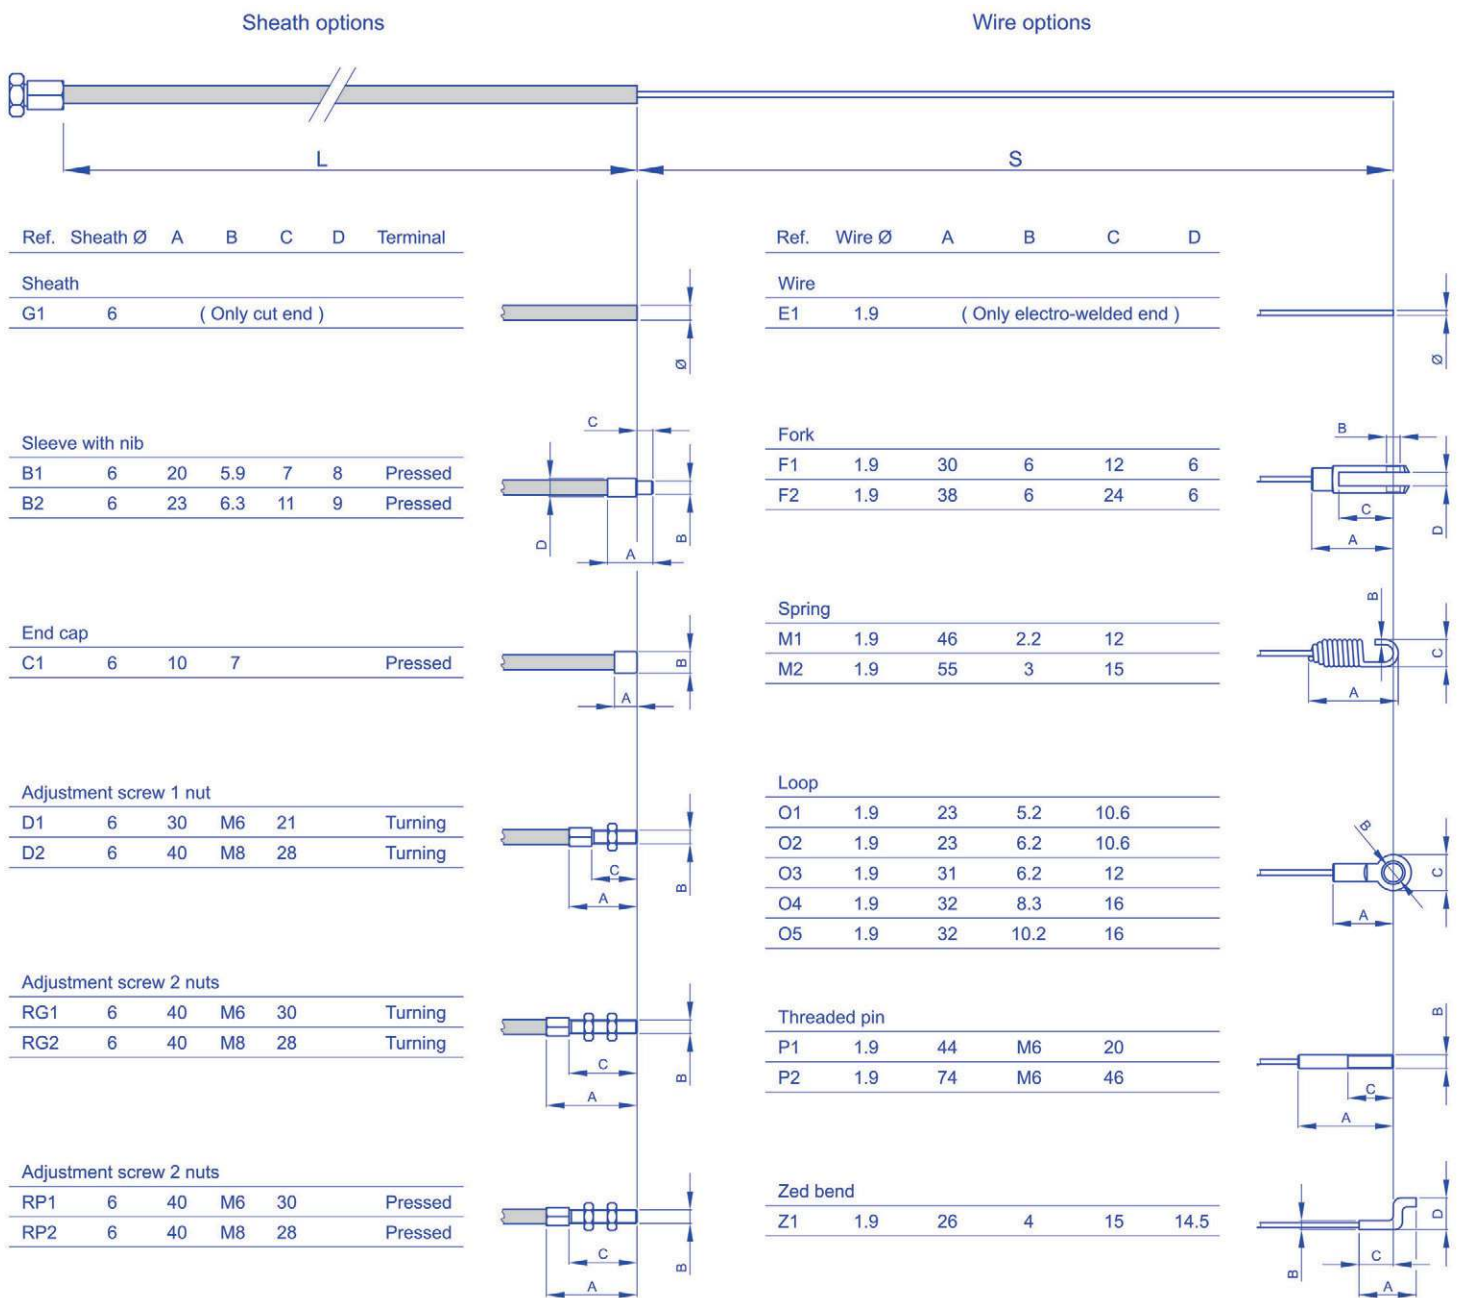 Sheath options
Wire options
L
S
Ref. Sheath Ø A B C D Terminal
Sheath
G1 6 ( Only cut end )
Ø
Sleeve with nib
B1 6 20 5.9 7 8 Pressed
B2 6 23 6.3 11 9 Pressed
C
D
A
B
End cap
C1 6 10 7 Pressed
B
A
Adjustment screw 1 nut
D1 6 30 M6 21 Turning
D2 6 40 M8 28 Turning
C
A
B
Adjustment screw 2 nuts
RG1 6 40 M6 30 Turning
RG2 6 40 M8 28 Turning
C
B
A
Adjustment screw 2 nuts
RP1 6 40 M6 30 Pressed
RP2 6 40 M8 28 Pressed
C
B
A
Ref. Wire Ø A B C D
Wire
E1 1.9 ( Only electro-welded end )
Ø
Fork
F1 1.9 30 6 12 6
F2 1.9 38 6 24 6
B
C
D
A
Spring
M1 1.9 46 2.2 12
M2 1.9 55 3 15
B
C
A
Loop
O1 1.9 23 5.2 10.6
O2 1.9 23 6.2 10.6
O3 1.9 31 6.2 12
O4 1.9 32 8.3 16
O5 1.9 32 10.2 16
B
C
A
Threaded pin
P1 1.9 44 M6 20
P2 1.9 74 M6 46
B
C
A
Zed bend
Z1 1.9 26 4 15 14.5
D
C
B
A